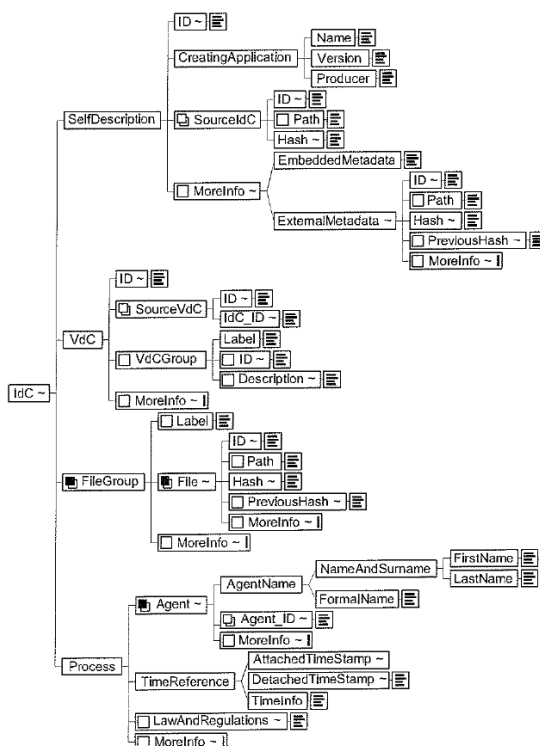 ID ~
CreatingApplication
Name
Version
Producer
SelfDescription
SourceIdC
ID ~
Path
Hash ~
MoreInfo ~
EmbeddedMetadata
ExternalMetadata ~
ID ~
Path
Hash ~
PreviousHash ~
MoreInfo ~
IdC ~
VdC
ID ~
SourceVdC
ID ~
IdC_ID ~
VdCGroup
Label
ID ~
Description ~
MoreInfo ~
FileGroup
Label
File ~
ID ~
Path
Hash ~
PreviousHash ~
MoreInfo ~
MoreInfo ~
Process
Agent ~
AgentName
NameAndSurname
FirstName
LastName
FormalName
Agent_ID ~
MoreInfo ~
TimeReference
AttachedTimeStamp ~
DetachedTimeStamp ~
TimeInfo
LawAndRegulations ~
MoreInfo ~